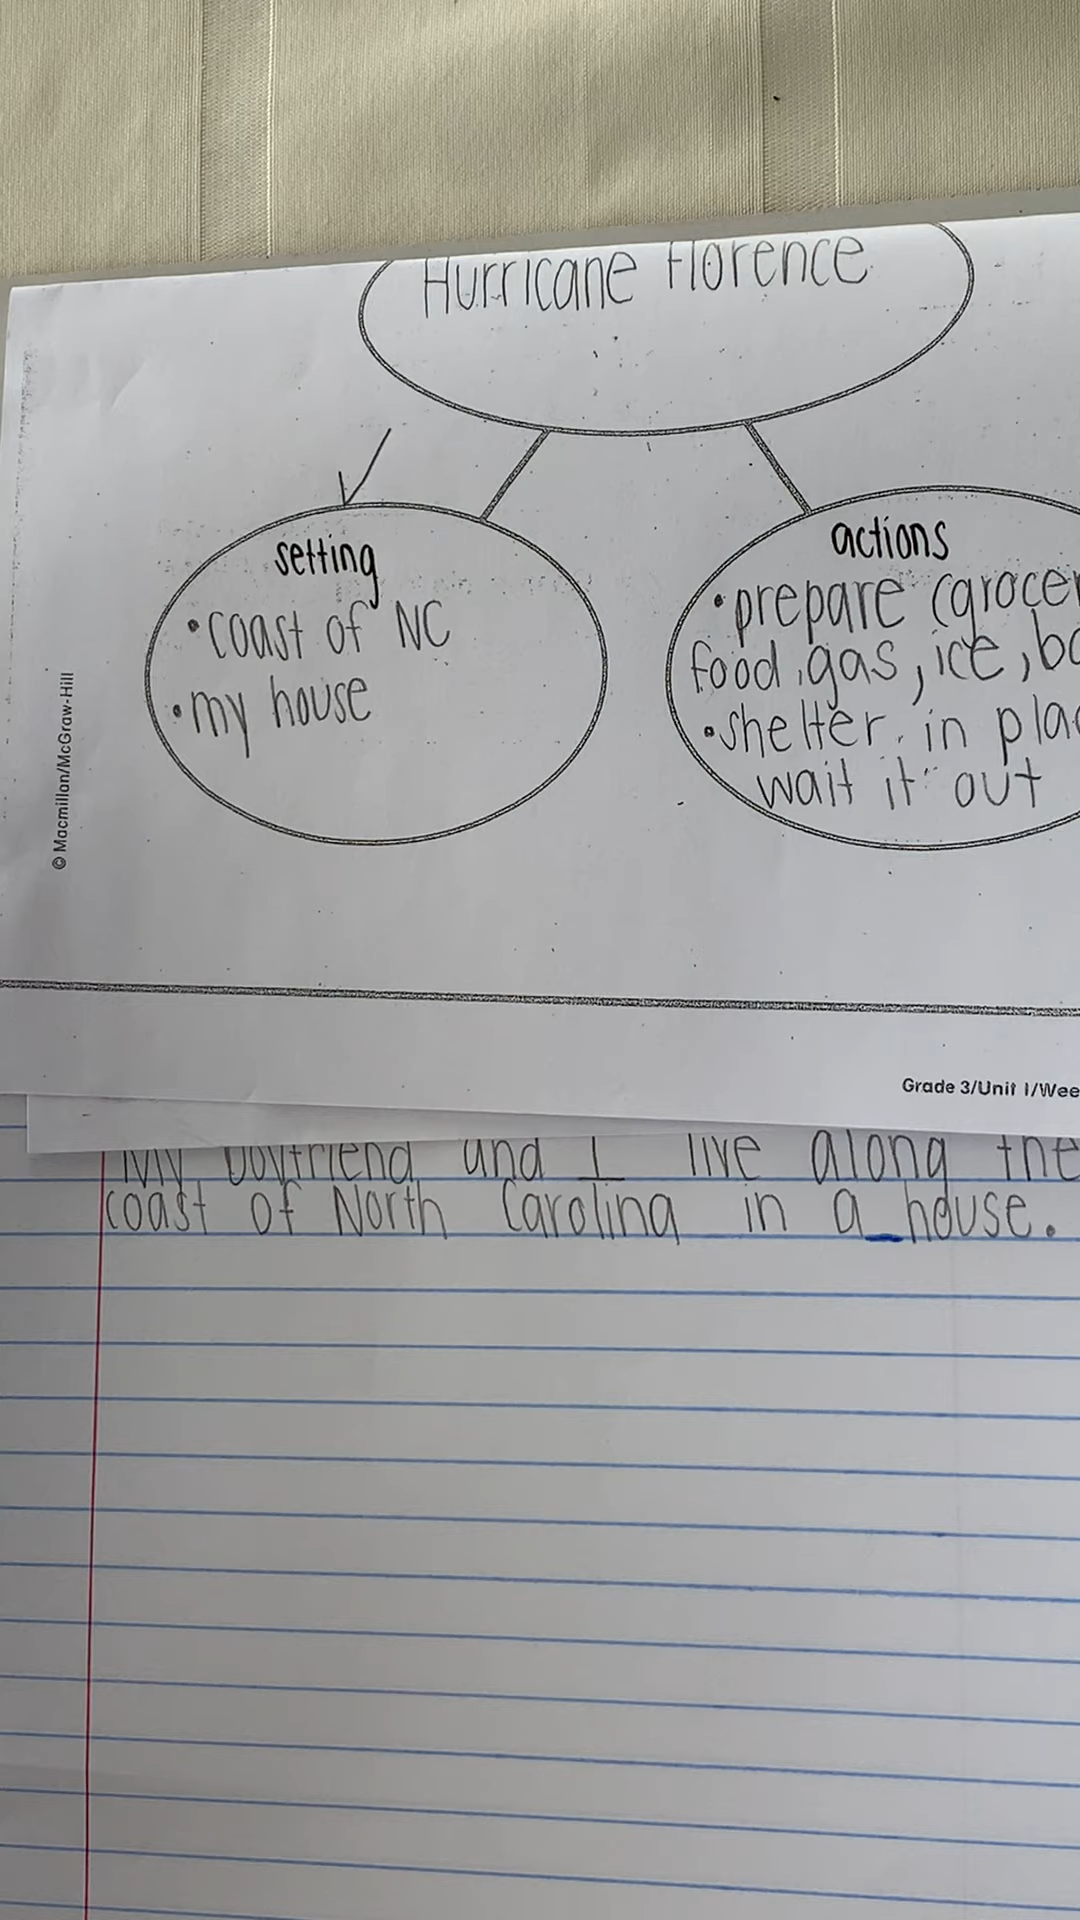 Hurricane Florence
setting
•coast of NC
•my house
actions
•prepare (grocer
food, gas, ice, ba
•shelter in plac
wait it out
© Macmillan/McGraw-Hill
Grade 3/Unit 1/Wee
My boyfriend and I live along the
coast of North Carolina in a house.